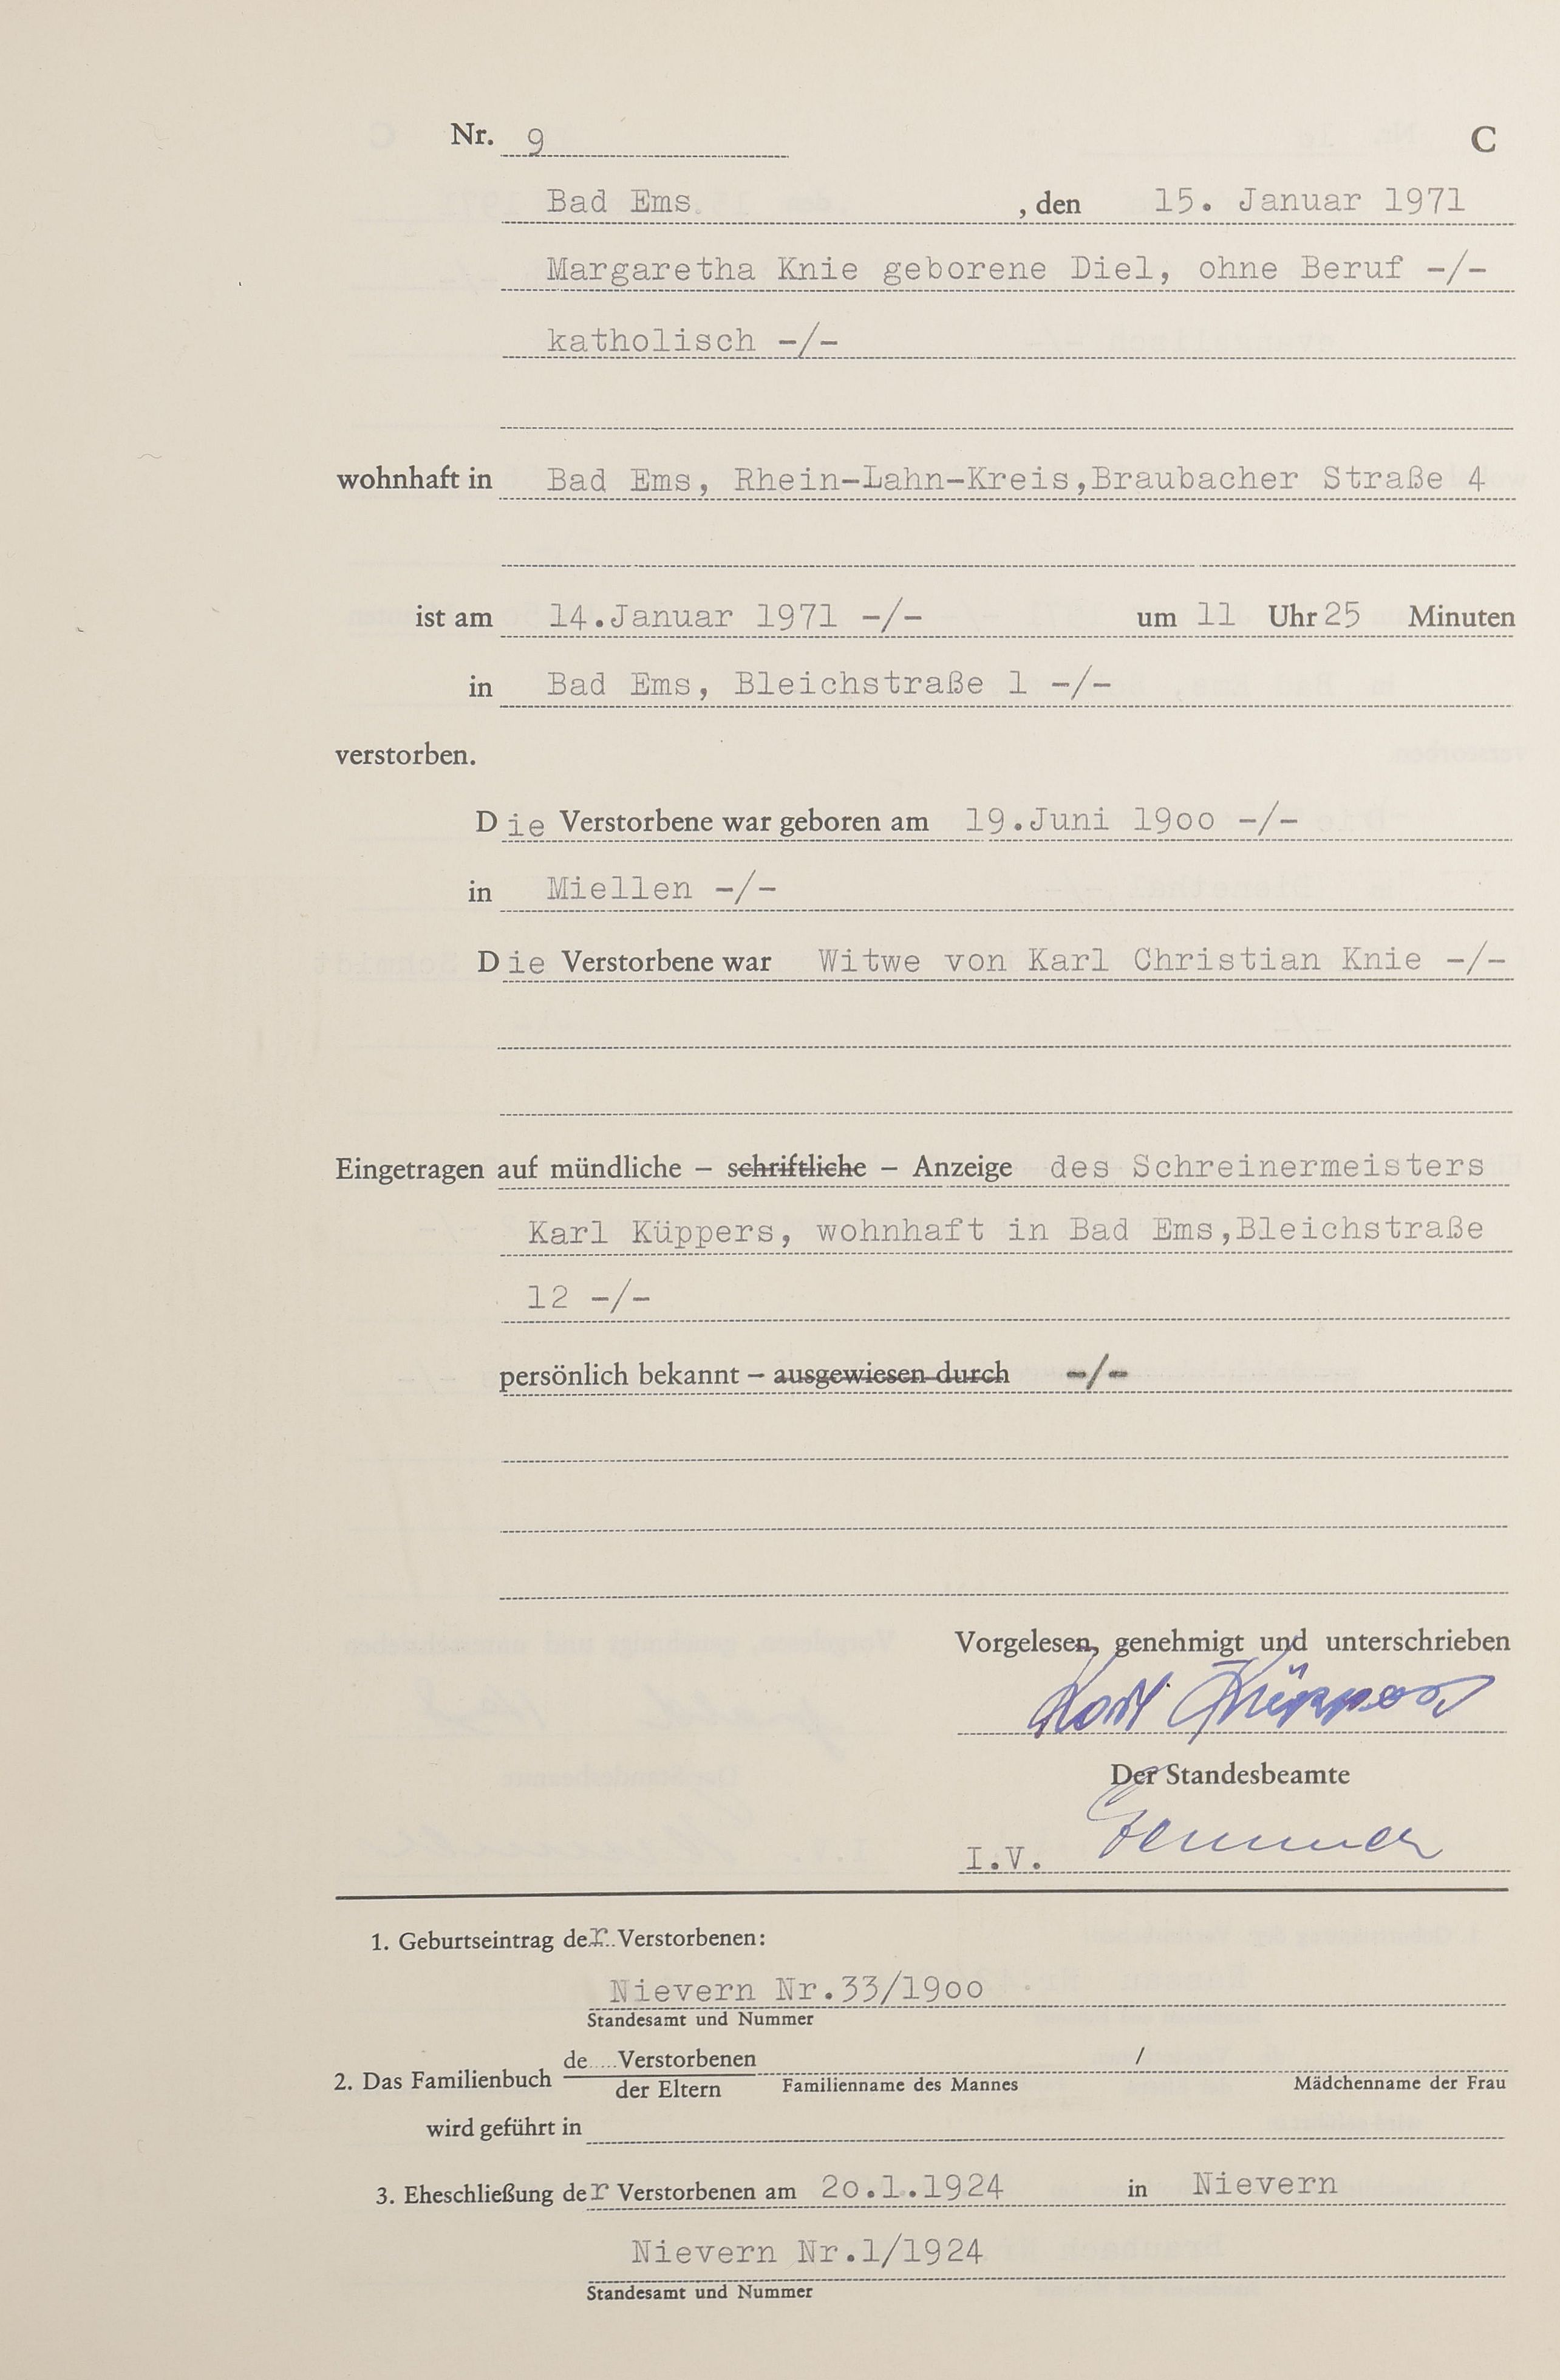 Nr. 9 C
Bad Ems , den 15. Januar 1971
Margaretha Knie geborene Diel, ohne Beruf -/-
katholisch -/-
wohnhaft in Bad Ems, Rhein-Lahn-Kreis,Braubacher Straße 4
ist am 14.Januar 1971 -/- um 11 Uhr 25 Minuten
in Bad Ems, Bleichstraße 1 -/-
verstorben.
Die Verstorbene war geboren am 19.Juni 1900 -/-
in Miellen -/-
Die Verstorbene war Witwe von Karl Christian Knie -/-
Eingetragen auf mündliche – schriftliche – Anzeige des Schreinermeisters
Karl Küppers, wohnhaft in Bad Ems,Bleichstraße
12 -/-
persönlich bekannt – ausgewiesen durch -/-
Vorgelesen, genehmigt und unterschrieben
Karl Küppers
Der Standesbeamte
I.V.
1. Geburtseintrag der Verstorbenen:
Nievern Nr.33/1900
Standesamt und Nummer
de..... Verstorbenen /
2. Das Familienbuch der Eltern Familienname des Mannes Mädchenname der Frau
wird geführt in
3. Eheschließung der Verstorbenen am 20.1.1924 in Nievern
Nievern Nr.1/1924
Standesamt und Nummer